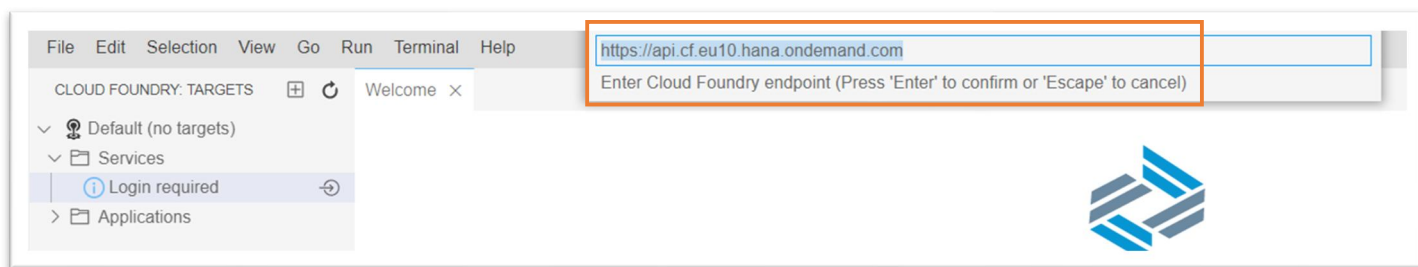 File Edit Selection View Go Run Terminal Help
https://api.cf.eu10.hana.ondemand.com
Enter Cloud Foundry endpoint (Press 'Enter' to confirm or 'Escape' to cancel)
CLOUD FOUNDRY: TARGETS
Welcome
Default (no targets)
Services
Login required
Applications